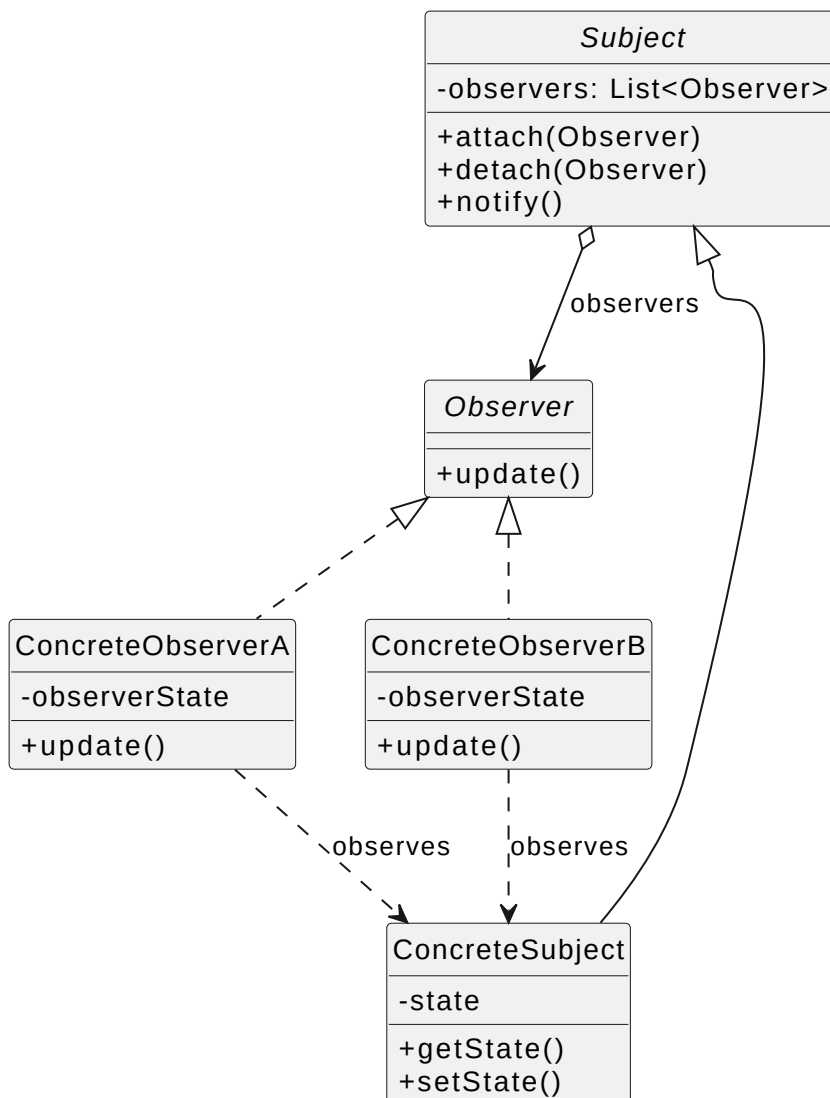 Subject
-observers: List<Observer>
+attach(Observer)
+detach(Observer)
+notify()
observers
Observer
+update()
ConcreteObserverA
-observerState
+update()
ConcreteObserverB
-observerState
+update()
observes
observes
ConcreteSubject
-state
+getState()
+setState()